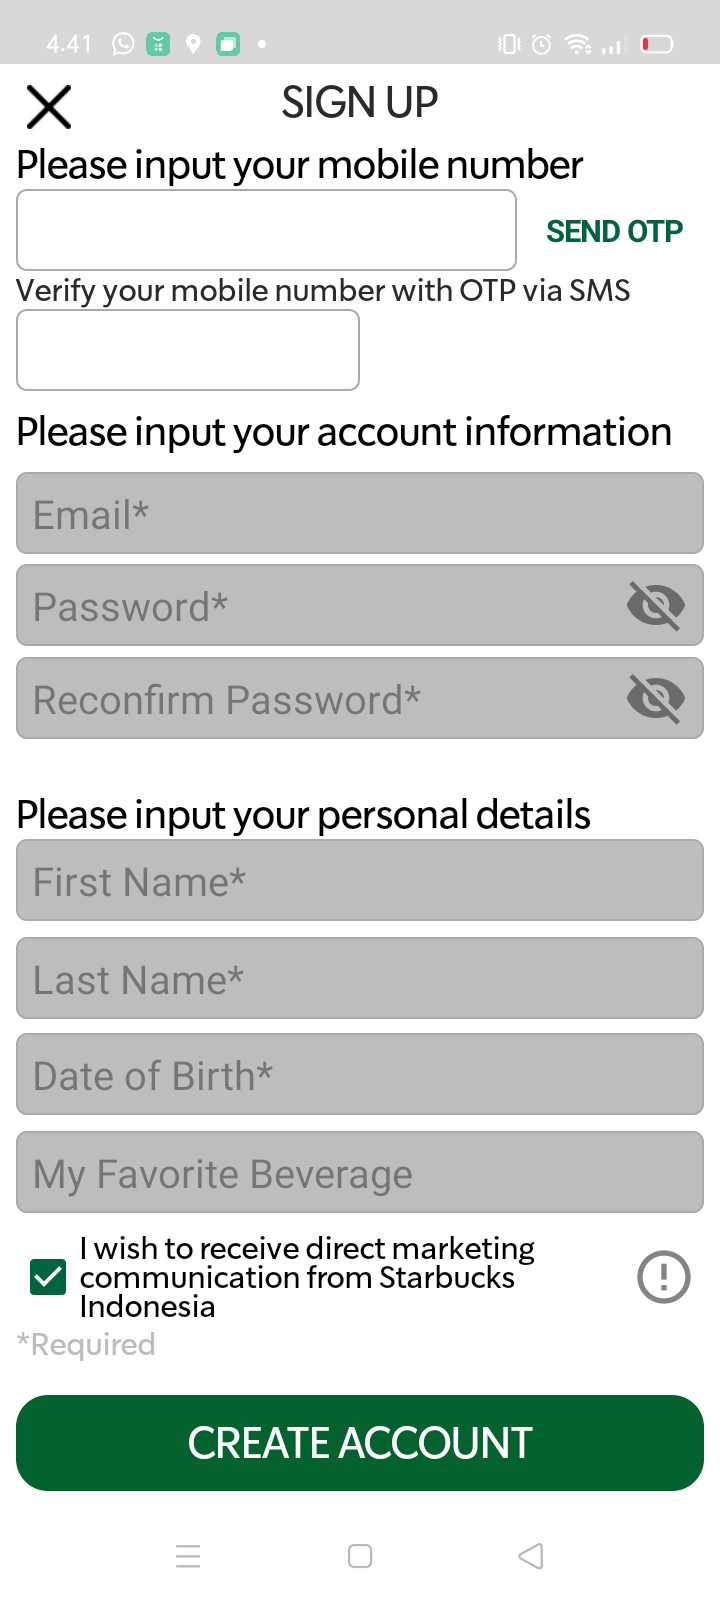 4.41
SIGN UP
Please input your mobile number
SEND OTP
Verify your mobile number with OTP via SMS
Please input your account information
Email*
Password*
Reconfirm Password*
Please input your personal details
First Name*
Last Name*
Date of Birth*
My Favorite Beverage
I wish to receive direct marketing
communication from Starbucks
Indonesia
*Required
CREATE ACCOUNT